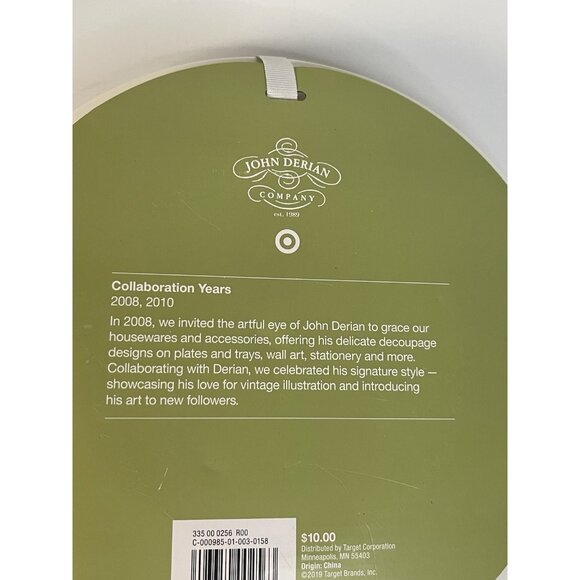 JOHN DERIAN
COMPANY
est. 1989
Collaboration Years
2008, 2010
In 2008, we invited the artful eye of John Derian to grace our
housewares and accessories, offering his delicate decoupage
designs on plates and trays, wall art, stationery and more.
Collaborating with Derian, we celebrated his signature style —
showcasing his love for vintage illustration and introducing
his art to new followers.
335 00 0256 R00
C-000985-01-003-0158
$10.00
Distributed by Target Corporation
Minneapolis, MN 55403
Origin: China
©2019 Target Brands, Inc.